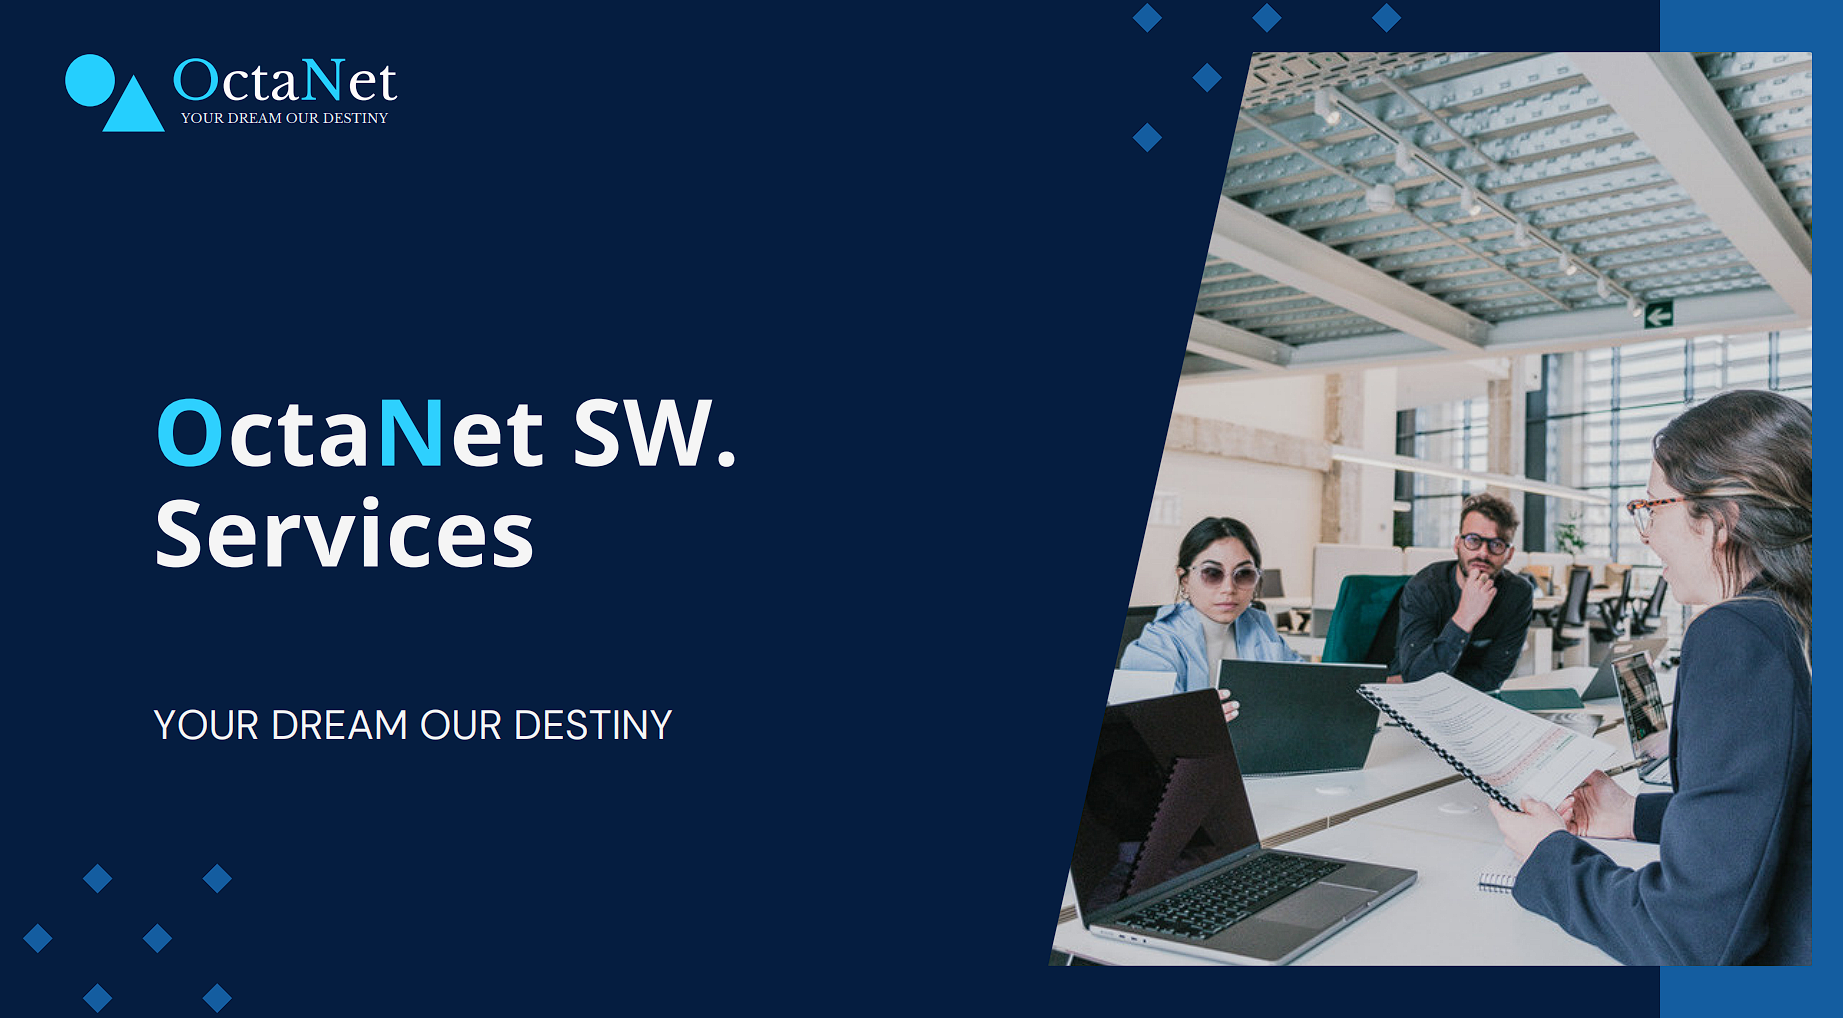 OctaNet
YOUR DREAM OUR DESTINY
OctaNet SW.
Services
YOUR DREAM OUR DESTINY